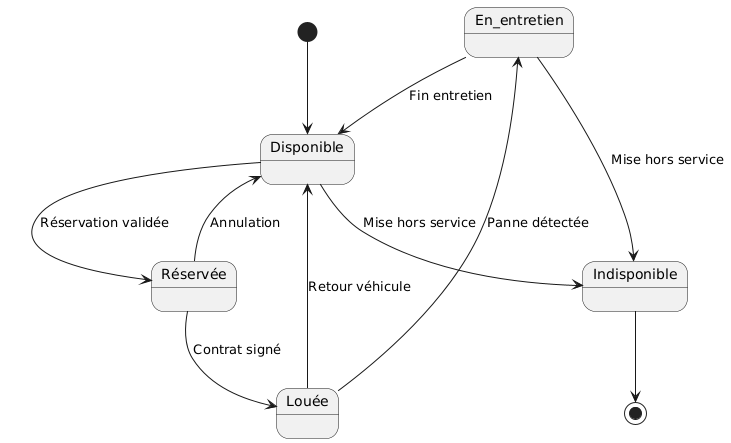 En_entretien
Fin entretien
Disponible
Mise hors service
Réservation validée
Annulation
Mise hors service
Panne détectée
Réservée
Indisponible
Retour véhicule
Contrat signé
Louée